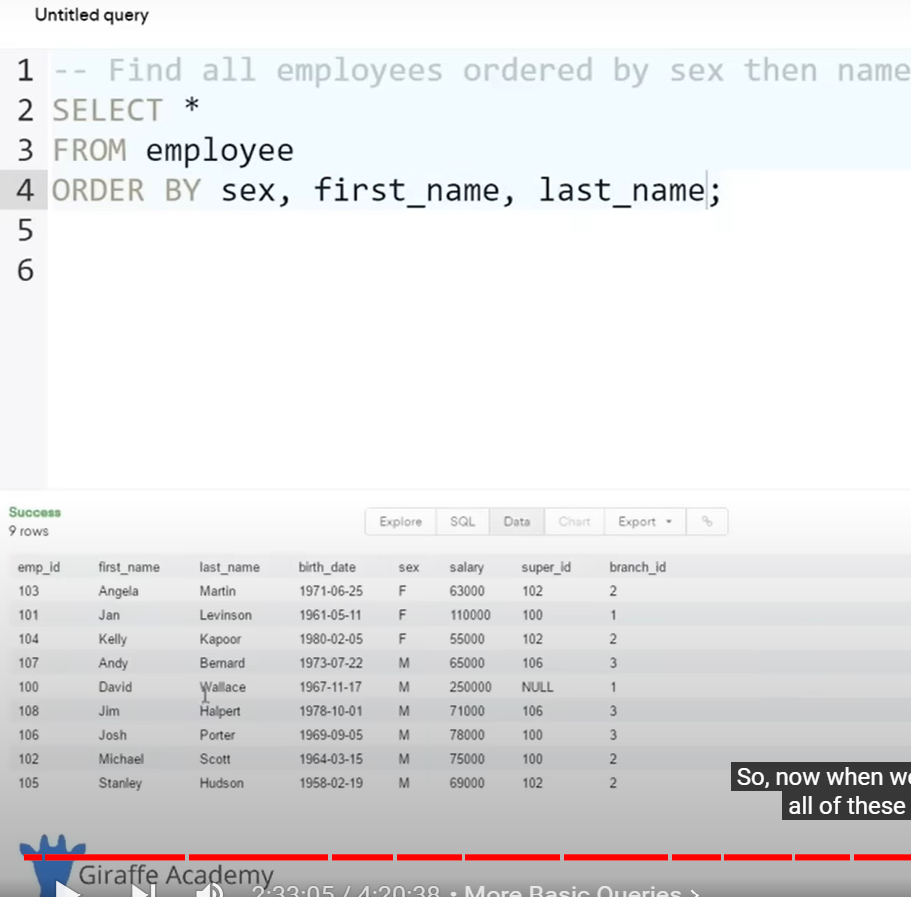 Untitled query
1 -- Find all employees ordered by sex then name
2 SELECT *
3 FROM employee
4 ORDER BY sex, first_name, last_name;
5
6
Success
9 rows
Explore SQL Data Chart Export
emp_id first_name last_name birth_date sex salary super_id branch_id
103 Angela Martin 1971-06-25 F 63000 102 2
101 Jan Levinson 1961-05-11 F 110000 100 1
104 Kelly Kapoor 1980-02-05 F 55000 102 2
107 Andy Bernard 1973-07-22 M 65000 106 3
100 David Wallace 1967-11-17 M 250000 NULL 1
108 Jim Halpert 1978-10-01 M 71000 106 3
106 Josh Porter 1969-09-05 M 78000 100 3
102 Michael Scott 1964-03-15 M 75000 100 2
105 Stanley Hudson 1958-02-19 M 69000 102 2
So, now when we
all of these
Giraffe Academy
2:33:05 / 4:20:38 • More Basic Queries >